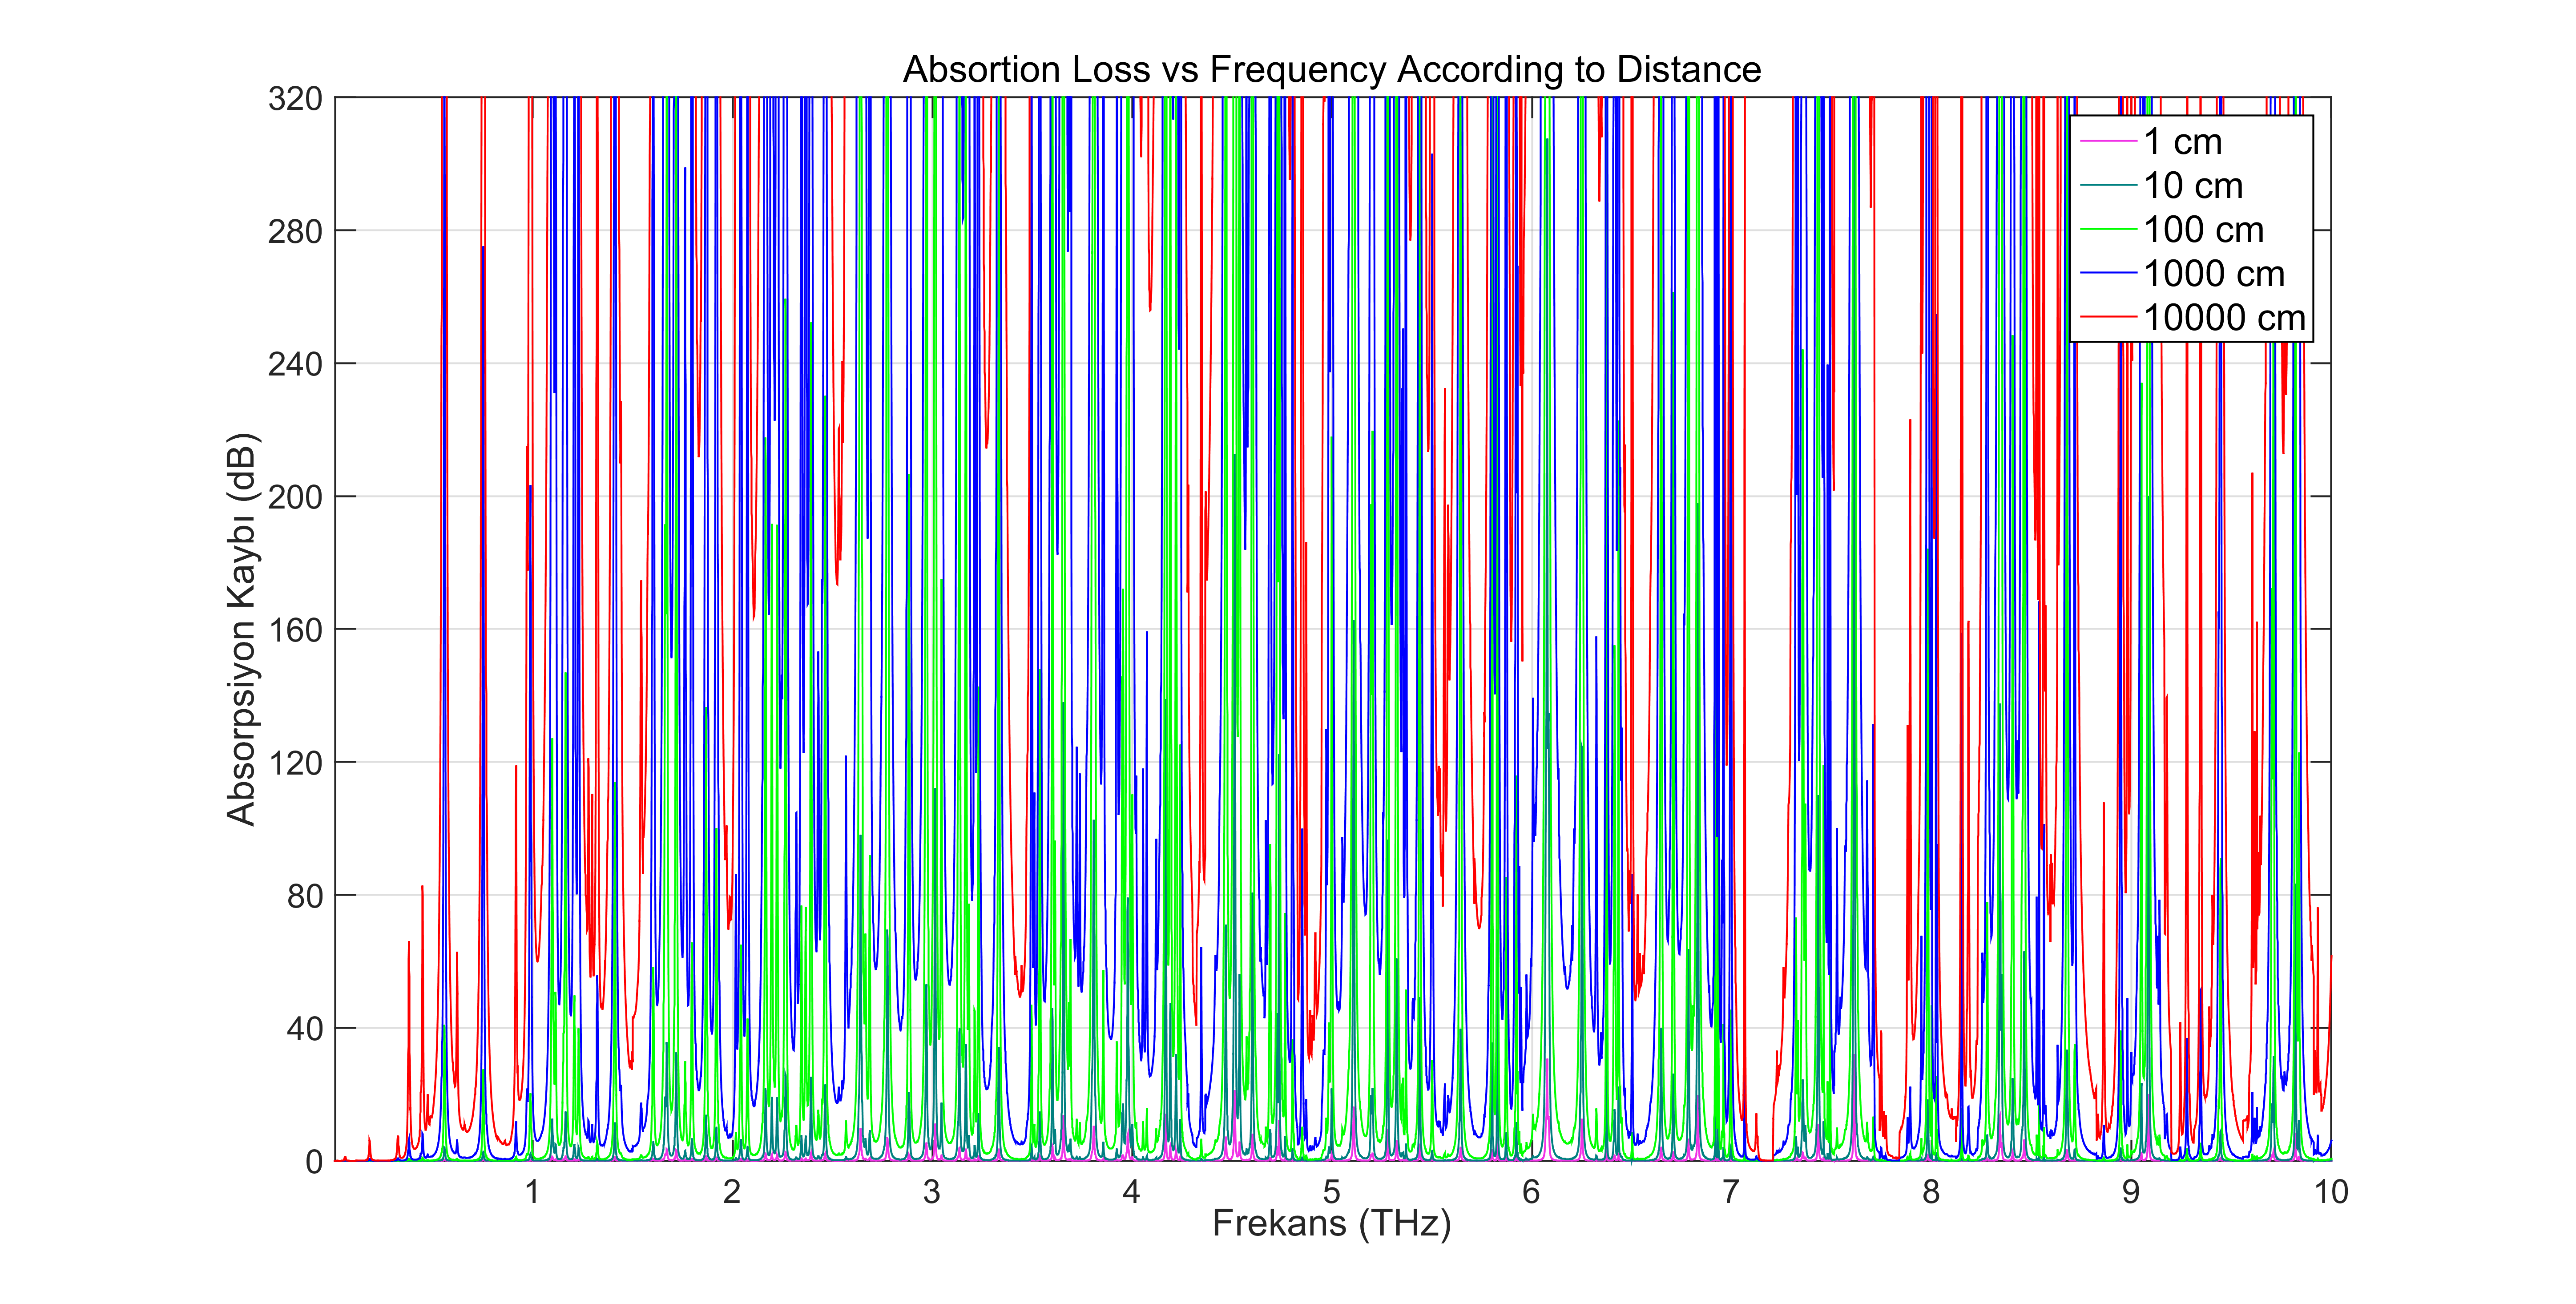 Absortion Loss vs Frequency According to Distance
320
280
240
200
160
120
80
40
0
Absorpsiyon Kaybı (dB)
1 cm
10 cm
100 cm
1000 cm
10000 cm
1 2 3 4 5 6 7 8 9 10
Frekans (THz)